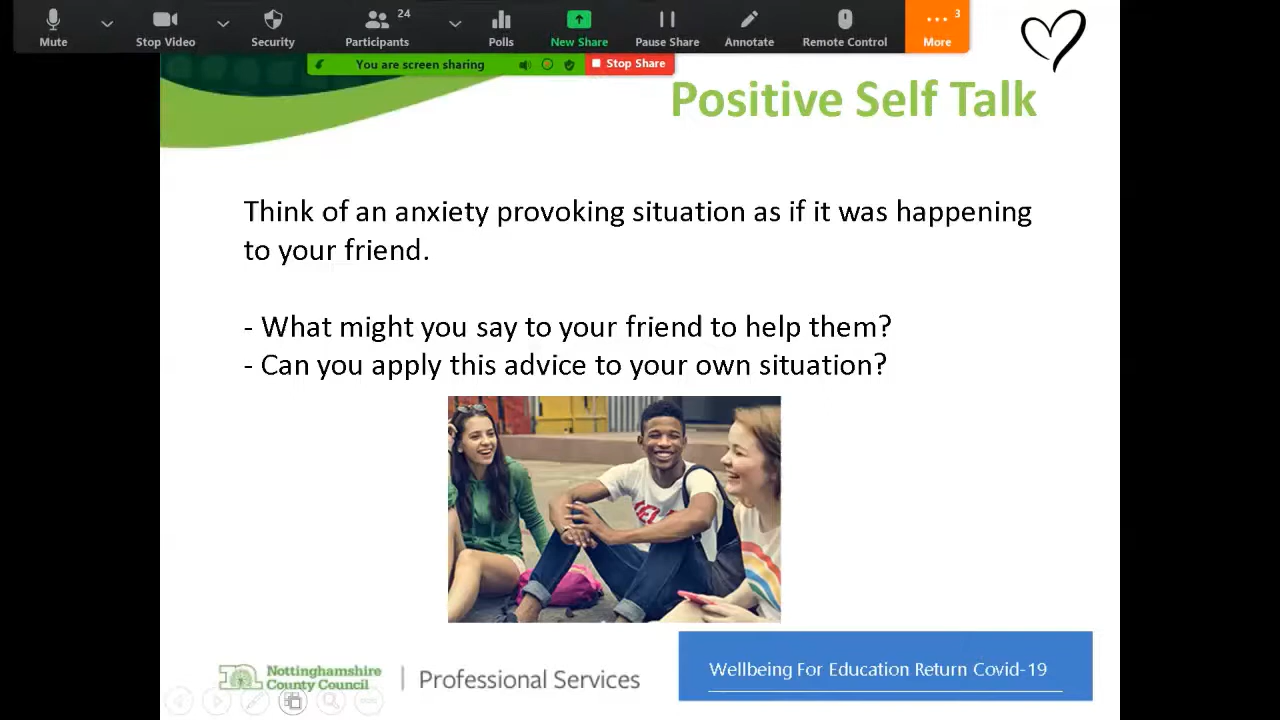 Mute
Stop Video
Security
24
Participants
Polls
New Share
Pause Share
Annotate
Remote Control
3
More
You are screen sharing
Stop Share
Positive Self Talk
Think of an anxiety provoking situation as if it was happening
to your friend.
- What might you say to your friend to help them?
- Can you apply this advice to your own situation?
Nottinghamshire
County Council
Professional Services
Wellbeing For Education Return Covid-19